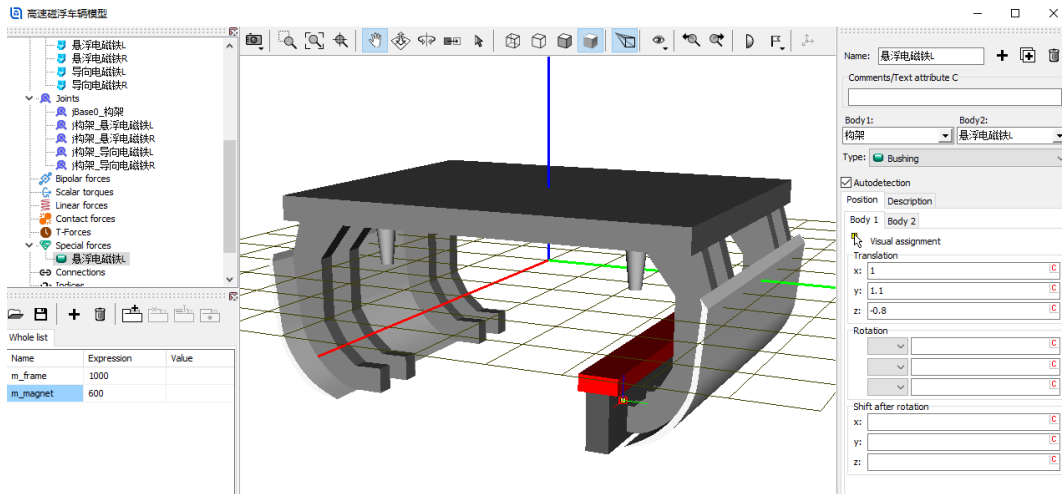 高速磁浮车辆模型
悬浮电磁铁L
悬浮电磁铁R
导向电磁铁L
导向电磁铁R
Joints
jBase0_构架
j构架_悬浮电磁铁L
j构架_悬浮电磁铁R
j构架_导向电磁铁L
j构架_导向电磁铁R
Bipolar forces
Scalar torques
Linear forces
Contact forces
T-Forces
Special forces
悬浮电磁铁L
Connections
Indices
Whole list
Name Expression Value
m_frame 1000
m_magnet 600
Name: 悬浮电磁铁L
Comments/Text attribute C
Body1: Body2:
构架 悬浮电磁铁L
Type: Bushing
Autodetection
Position Description
Body 1 Body 2
Visual assignment
Translation
x: 1 C
y: 1.1 C
z: -0.8 C
Rotation
C
C
C
Shift after rotation
x: C
y: C
z: C